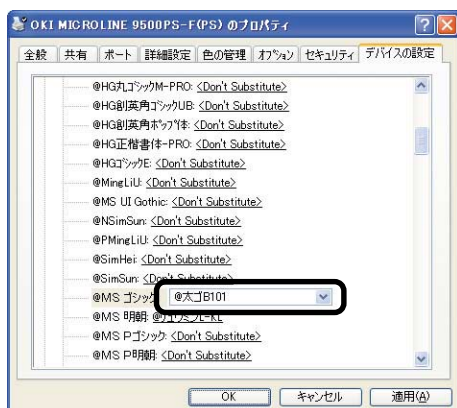 OKI MICROLINE 9500PS-F(PS) のプロパティ
全般 共有 ポート 詳細設定 色の管理 オプション セキュリティ デバイスの設定
@HG丸ゴシックM-PRO: <Don't Substitute>
@HG創英角ゴシックUB: <Don't Substitute>
@HG創英角ポップ体: <Don't Substitute>
@HG正楷書体-PRO: <Don't Substitute>
@HGゴシックE: <Don't Substitute>
@MingLiU: <Don't Substitute>
@MS UI Gothic: <Don't Substitute>
@NSimSun: <Don't Substitute>
@PMingLiU: <Don't Substitute>
@SimHei: <Don't Substitute>
@SimSun: <Don't Substitute>
@MS ゴシック: @太ゴB101
@MS 明朝: @リュウミンL-KL
@MS Pゴシック: <Don't Substitute>
@MS P明朝: <Don't Substitute>
OK キャンセル 適用(A)